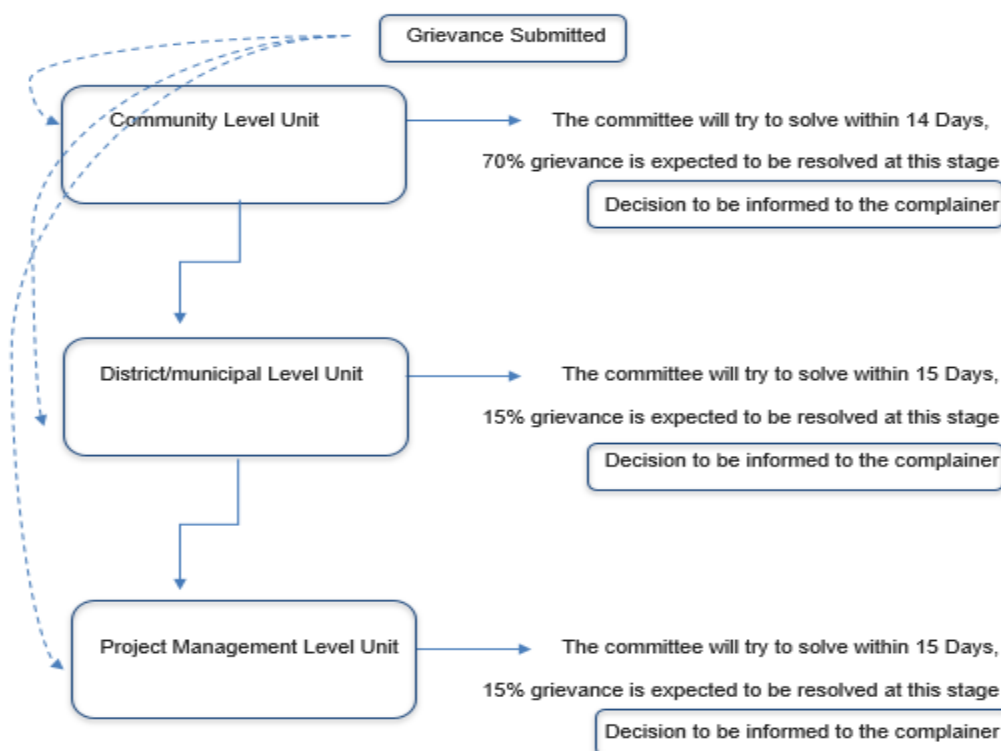 Grievance Submitted
Community Level Unit
The committee will try to solve within 14 Days,
70% grievance is expected to be resolved at this stage
Decision to be informed to the complainer
District/municipal Level Unit
The committee will try to solve within 15 Days,
15% grievance is expected to be resolved at this stage
Decision to be informed to the complainer
Project Management Level Unit
The committee will try to solve within 15 Days,
15% grievance is expected to be resolved at this stage
Decision to be informed to the complainer